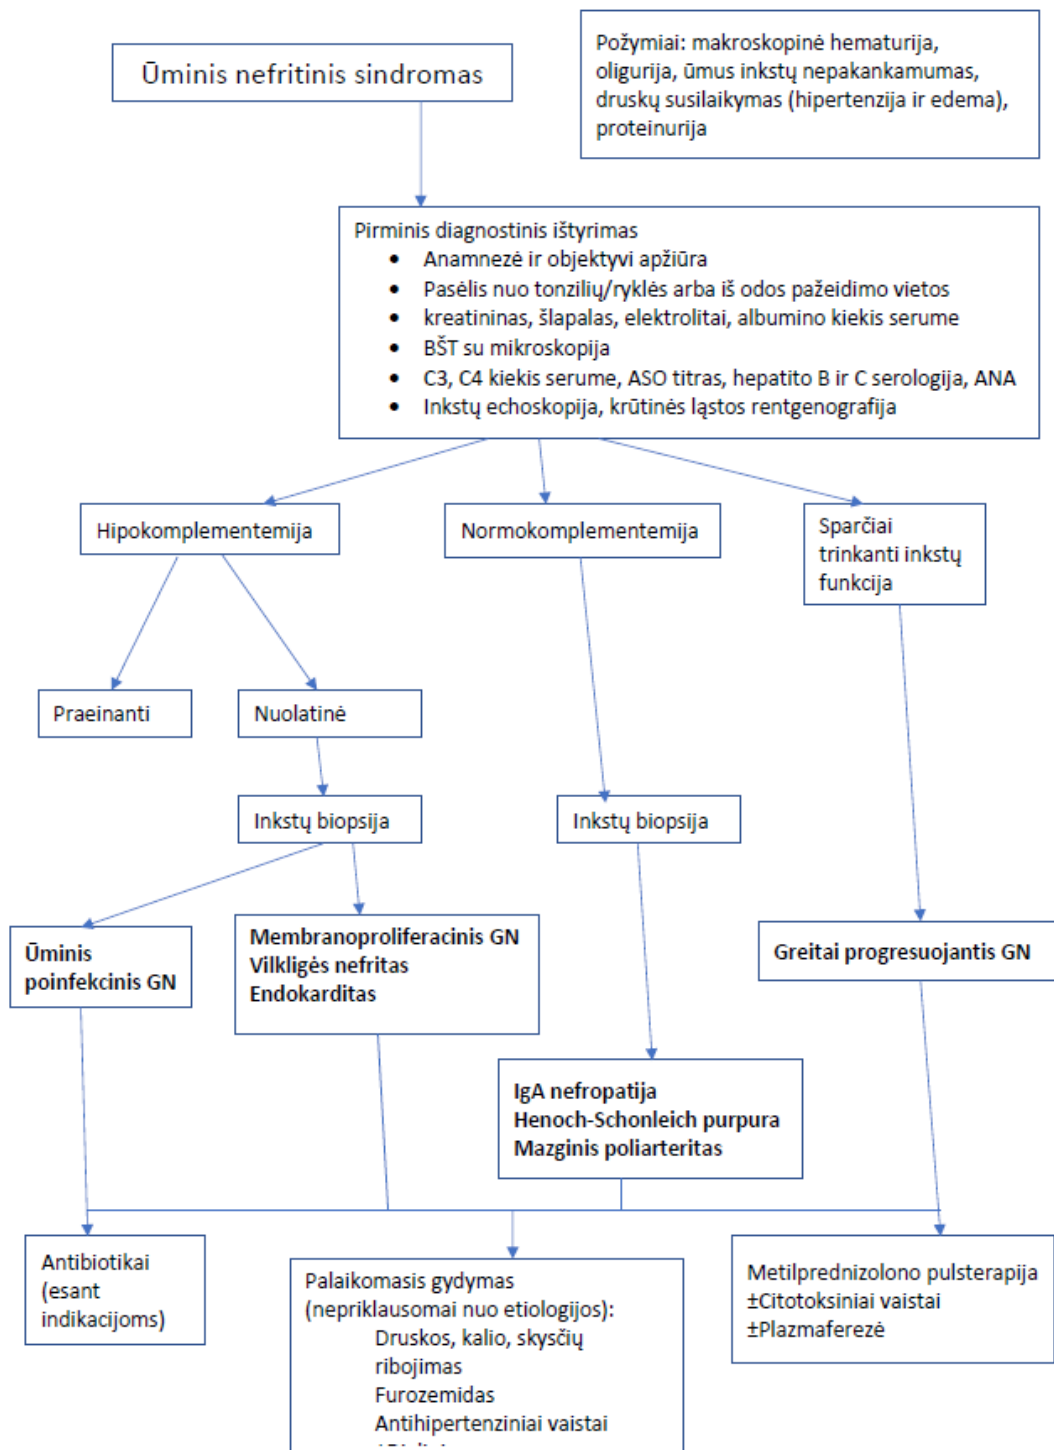 Ūminis nefritinis sindromas
Požymiai: makroskopinė hematurija,
oligurija, ūmus inkstų nepakankamumas,
druskų susilaikymas (hipertenzija ir edema),
proteinurija
Pirminis diagnostinis ištyrimas
• Anamnezė ir objektyvi apžiūra
• Pasėlis nuo tonzilių/ryklės arba iš odos pažeidimo vietos
• kreatininas, šlapalas, elektrolitai, albumino kiekis serume
• BŠT su mikroskopija
• C3, C4 kiekis serume, ASO titras, hepatito B ir C serologija, ANA
• Inkstų echoskopija, krūtinės ląstos rentgenografija
Hipokomplementemija
Normokomplementemija
Sparčiai
trinkanti inkstų
funkcija
Praeinanti
Nuolatinė
Inkstų biopsija
Inkstų biopsija
Ūminis
poinfekcinis GN
Membranoproliferacinis GN
Vilkligės nefritas
Endokarditas
Greitai progresuojantis GN
IgA nefropatija
Henoch-Schonleich purpura
Mazginis poliarteritas
Antibiotikai
(esant
indikacijoms)
Palaikomasis gydymas
(nepriklausomai nuo etiologijos):
Druskos, kalio, skysčių
ribojimas
Furozemidas
Antihipertenziniai vaistai
Metilprednizolono pulsterapija
±Citotoksiniai vaistai
±Plazmaferezė